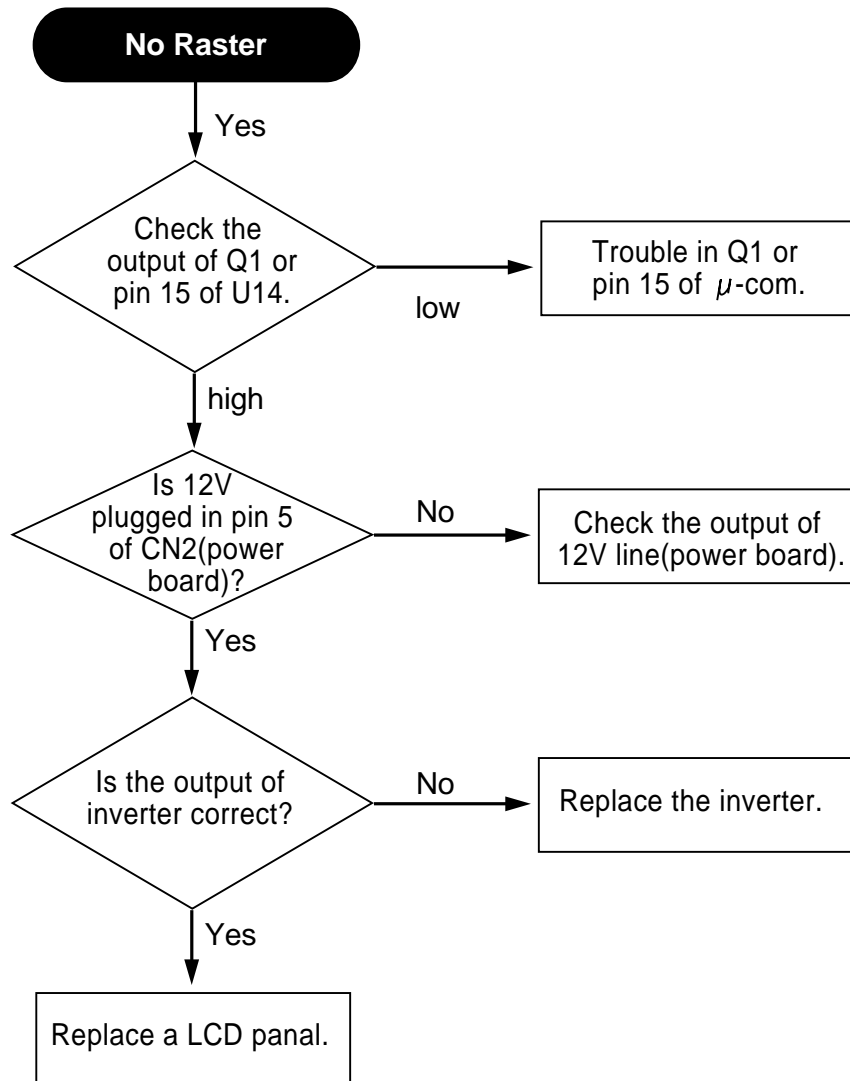 No Raster
Yes
Check the
output of Q1 or
pin 15 of U14.
low
Trouble in Q1 or
pin 15 of μ-com.
high
Is 12V
plugged in pin 5
of CN2(power
board)?
No
Check the output of
12V line(power board).
Yes
Is the output of
inverter correct?
No
Replace the inverter.
Yes
Replace a LCD panal.